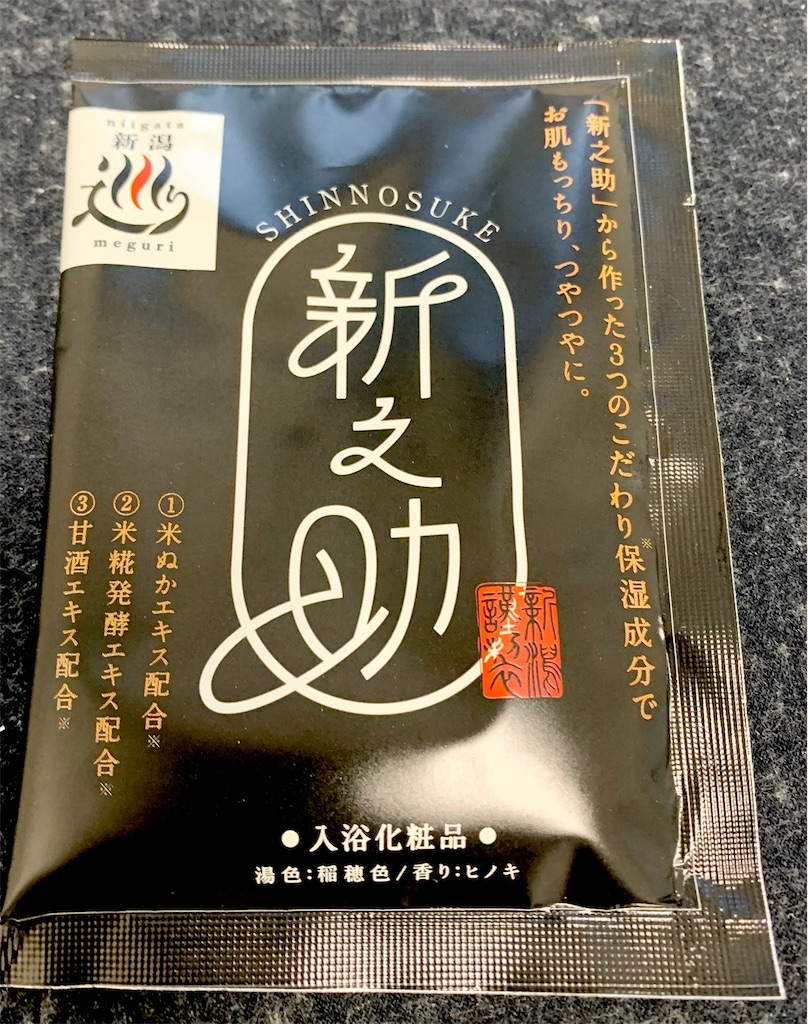 niigata
新潟
meguri
SHINNOSUKE
新之助
「新之助」から作った3つのこだわり※保湿成分で
お肌もっちり、つやつやに。
①米ぬかエキス配合※
②米糀発酵エキス配合※
③甘酒エキス配合※
●入浴化粧品●
湯色:稲穂色/香り:ヒノキ